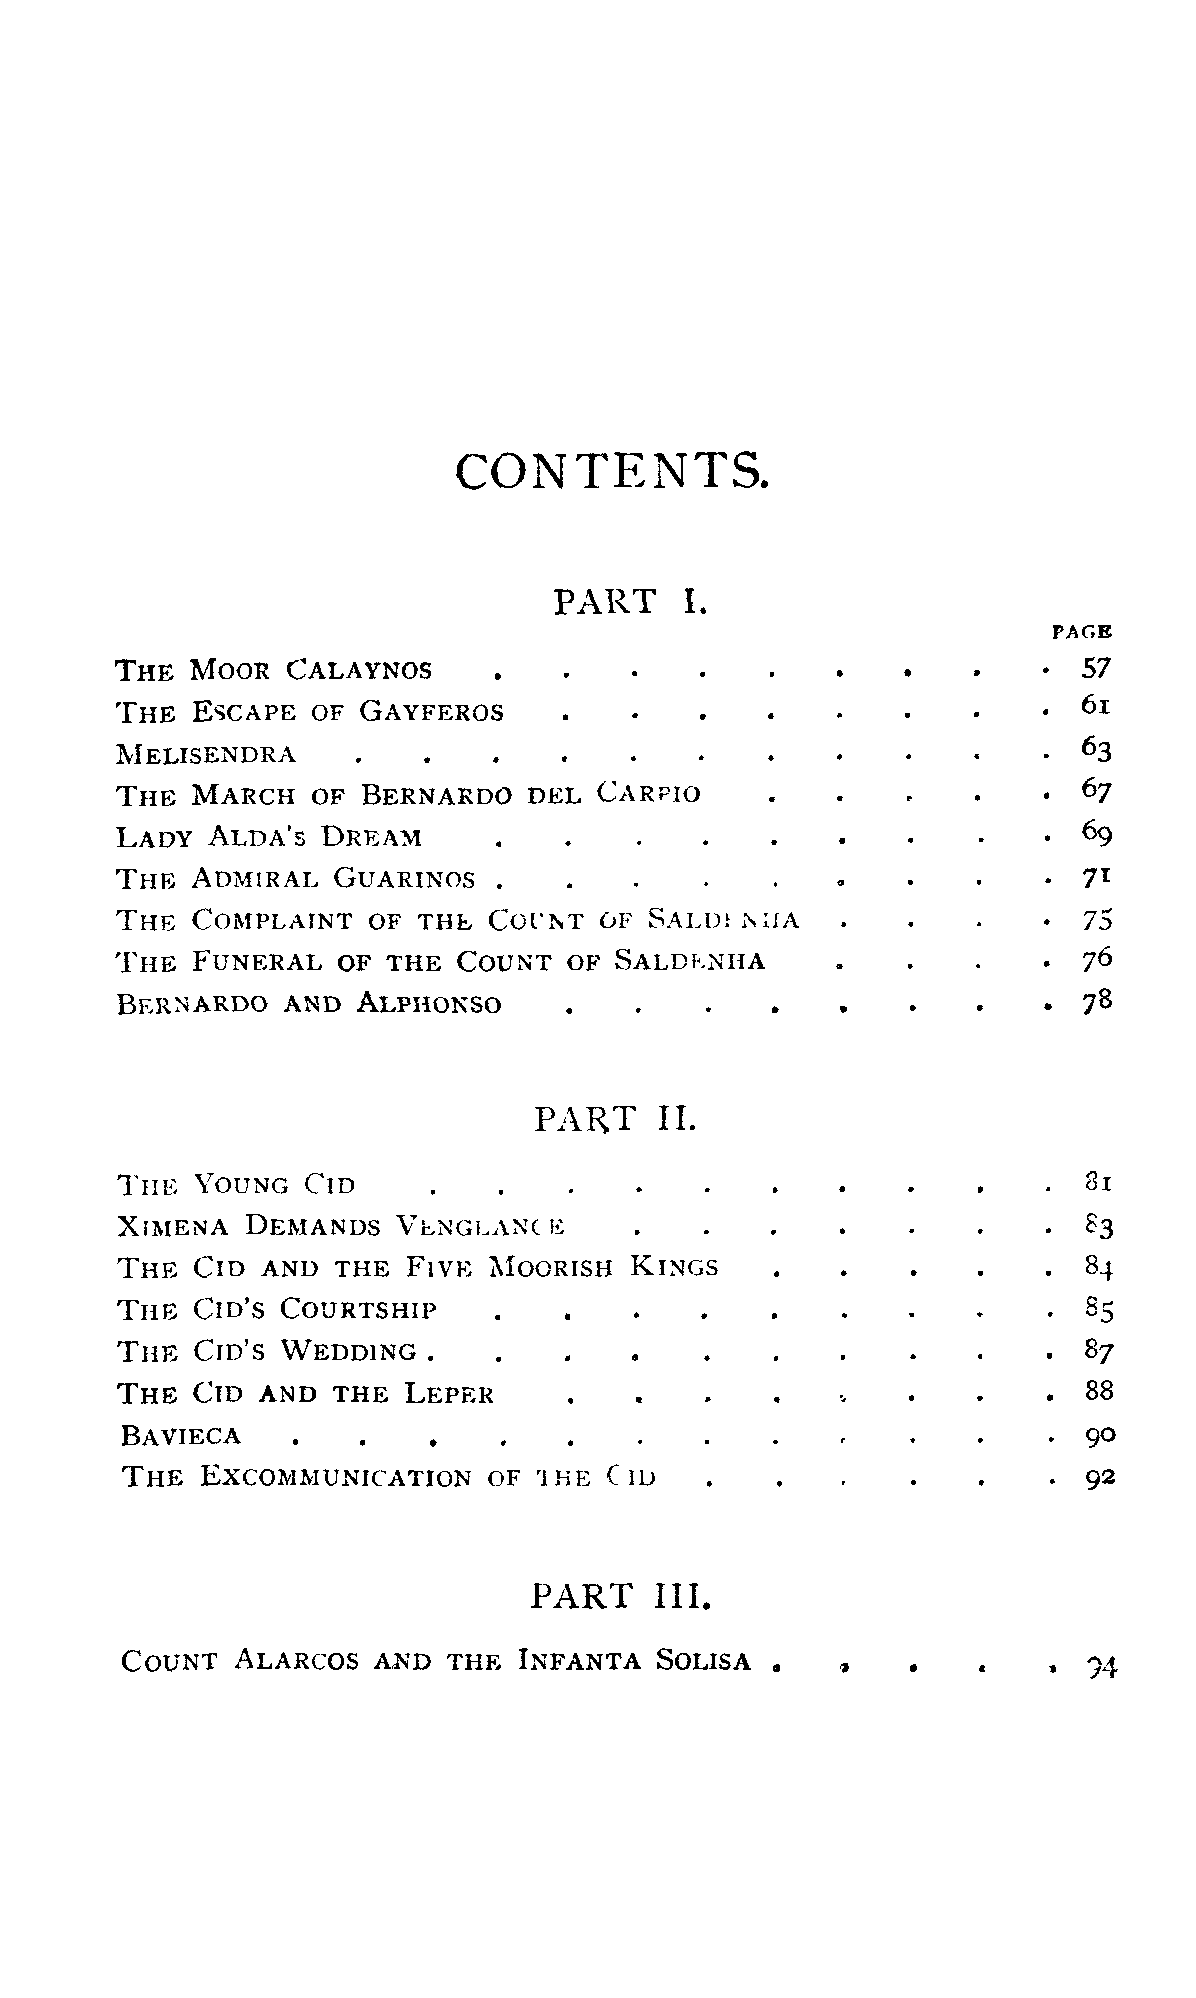 CONTENTS.
PART I.
PAGE
THE MOOR CALAYNOS . . . . . . . . . 57
THE ESCAPE OF GAYFEROS . . . . . . . . 61
MELISENDRA . . . . . . . . . . . 63
THE MARCH OF BERNARDO DEL CARPIO . . . . . 67
LADY ALDA'S DREAM . . . . . . . . . 69
THE ADMIRAL GUARINOS . . . . . . . . . 71
THE COMPLAINT OF THE COUNT OF SALDENHA . . . . 75
THE FUNERAL OF THE COUNT OF SALDENHA . . . . 76
BERNARDO AND ALPHONSO . . . . . . . . 78
PART II.
THE YOUNG CID . . . . . . . . . . 81
XIMENA DEMANDS VENGEANCE . . . . . . . 83
THE CID AND THE FIVE MOORISH KINGS . . . . . 84
THE CID'S COURTSHIP . . . . . . . . . 85
THE CID'S WEDDING . . . . . . . . . . 87
THE CID AND THE LEPER . . . . . . . . 88
BAVIECA . . . . . . . . . . . . 90
THE EXCOMMUNICATION OF THE CID . . . . . . 92
PART III.
COUNT ALARCOS AND THE INFANTA SOLISA . . . . . 94